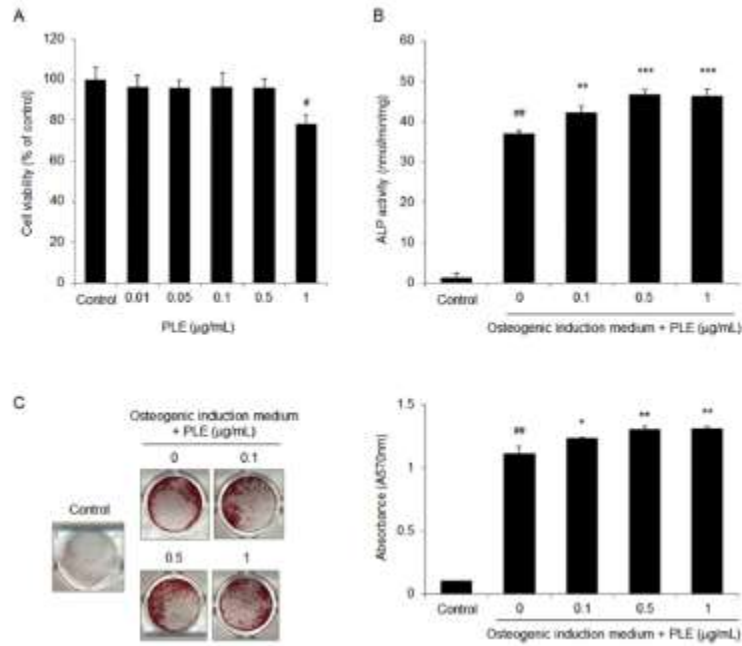 A
120
100
80
60
40
20
0
Cell viability (% of control)
#
Control 0.01 0.05 0.1 0.5 1
PLE (μg/mL)
B
60
50
40
30
20
10
0
ALP activity (nmol/min/mg)
## ** *** ***
Control 0 0.1 0.5 1
Osteogenic induction medium + PLE (μg/mL)
C
Osteogenic induction medium
+ PLE (μg/mL)
0 0.1
Control
0.5 1
1.5
1
0.5
0
Absorbance (A570nm)
## * ** **
Control 0 0.1 0.5 1
Osteogenic induction medium + PLE (μg/mL)